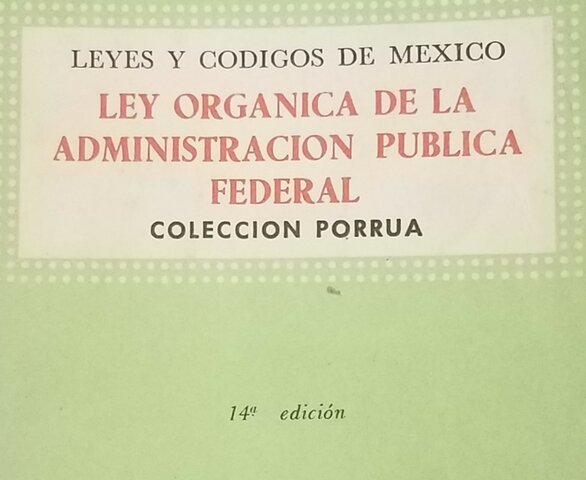 LEYES Y CODIGOS DE MEXICO
LEY ORGANICA DE LA
ADMINISTRACION PUBLICA
FEDERAL
COLECCION PORRUA
14ª edición